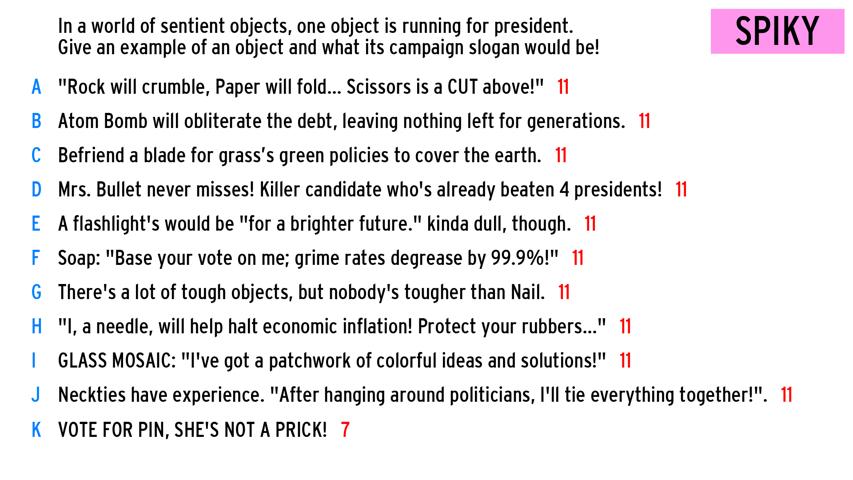 In a world of sentient objects, one object is running for president.
SPIKY
Give an example of an object and what its campaign slogan would be!
A "Rock will crumble, Paper will fold... Scissors is a CUT above!" 11
B Atom Bomb will obliterate the debt, leaving nothing left for generations. 11
C Befriend a blade for grass's green policies to cover the earth. 11
D Mrs. Bullet never misses! Killer candidate who's already beaten 4 presidents! 11
E A flashlight's would be "for a brighter future." kinda dull, though. 11
F Soap: "Base your vote on me; grime rates degrease by 99.9%!" 11
G There's a lot of tough objects, but nobody's tougher than Nail. 11
H "I, a needle, will help halt economic inflation! Protect your rubbers..." 11
I GLASS MOSAIC: "I've got a patchwork of colorful ideas and solutions!" 11
J Neckties have experience. "After hanging around politicians, I'll tie everything together!". 11
K VOTE FOR PIN, SHE'S NOT A PRICK! 7